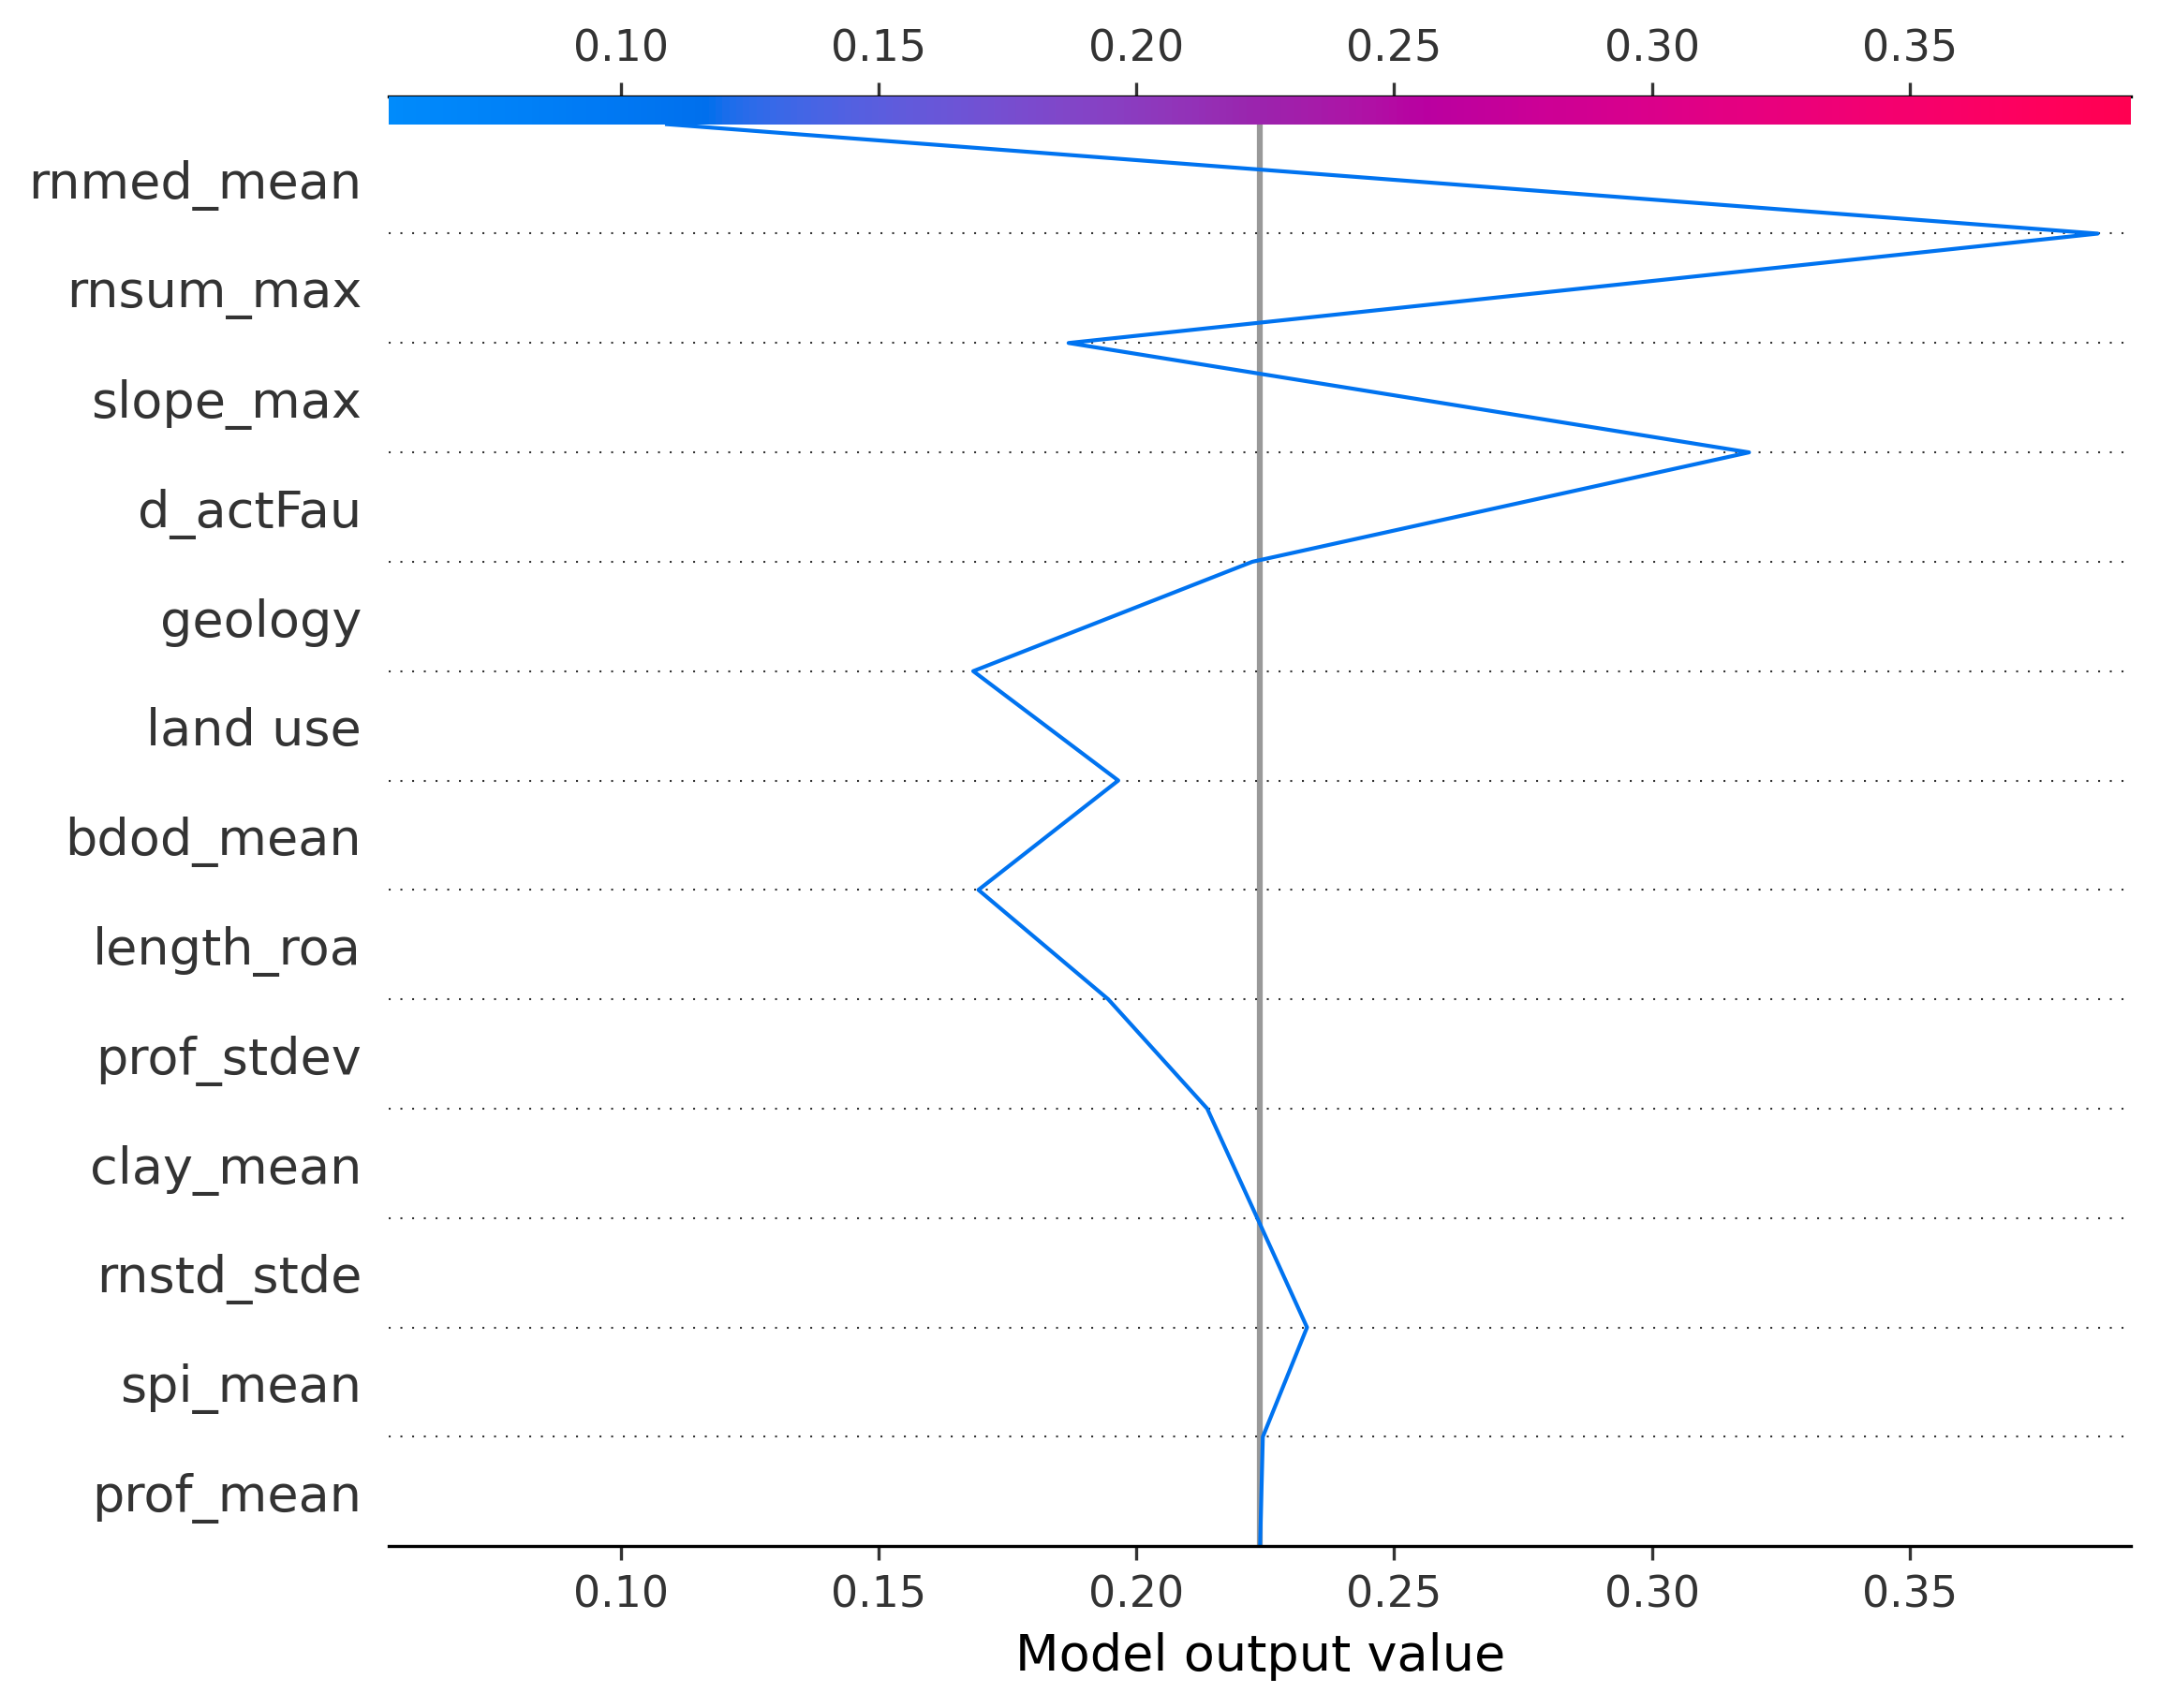 0.10 0.15 0.20 0.25 0.30 0.35
rnmed_mean
rnsum_max
slope_max
d_actFau
geology
land use
bdod_mean
length_roa
prof_stdev
clay_mean
rnstd_stde
spi_mean
prof_mean
0.10 0.15 0.20 0.25 0.30 0.35
Model output value